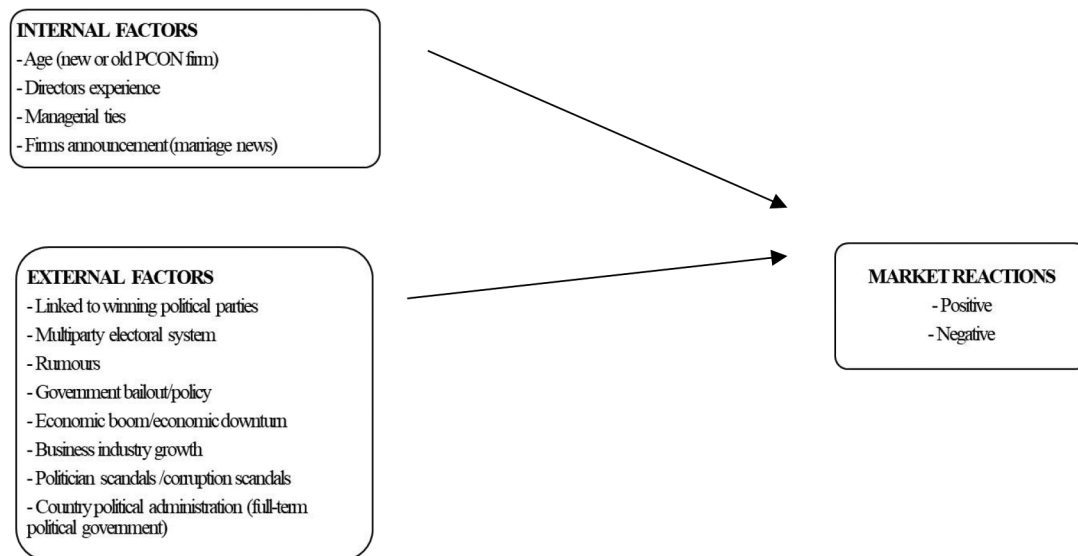 INTERNAL FACTORS
- Age (new or old PCON firm)
- Directors experience
- Managerial ties
- Firms announcement (marriage news)
EXTERNAL FACTORS
- Linked to winning political parties
- Multiparty electoral system
- Rumours
- Government bailout/policy
- Economic boom/economic downturn
- Business industry growth
- Politician scandals /corruption scandals
- Country political administration (full-term
political government)
MARKET REACTIONS
- Positive
- Negative